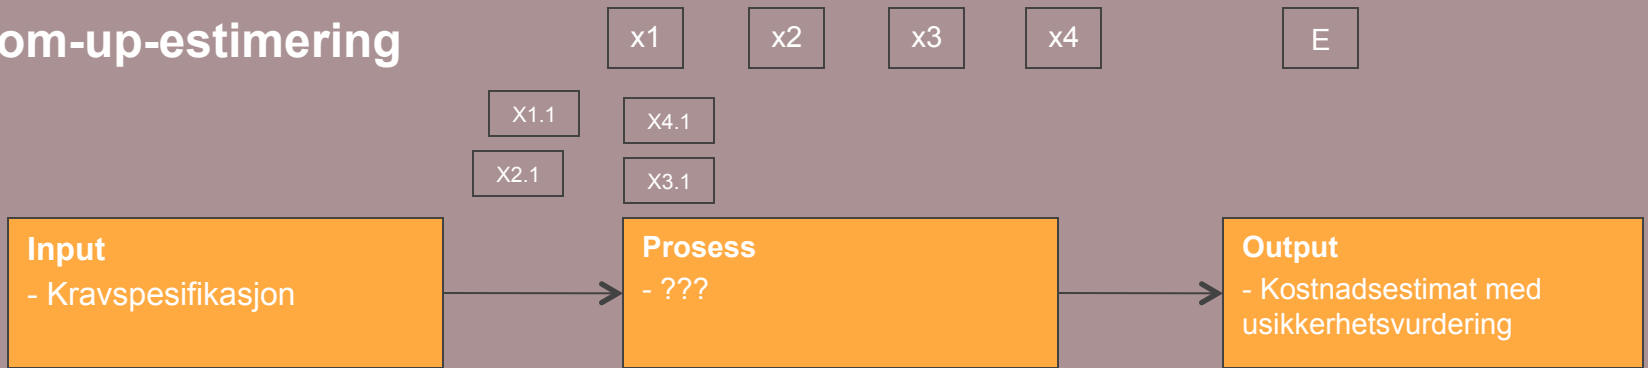 om-up-estimering
x1 x2 x3 x4 E
X1.1 X4.1
X2.1 X3.1
Input
- Kravspesifikasjon
Prosess
- ???
Output
- Kostnadsestimat med
usikkerhetsvurdering